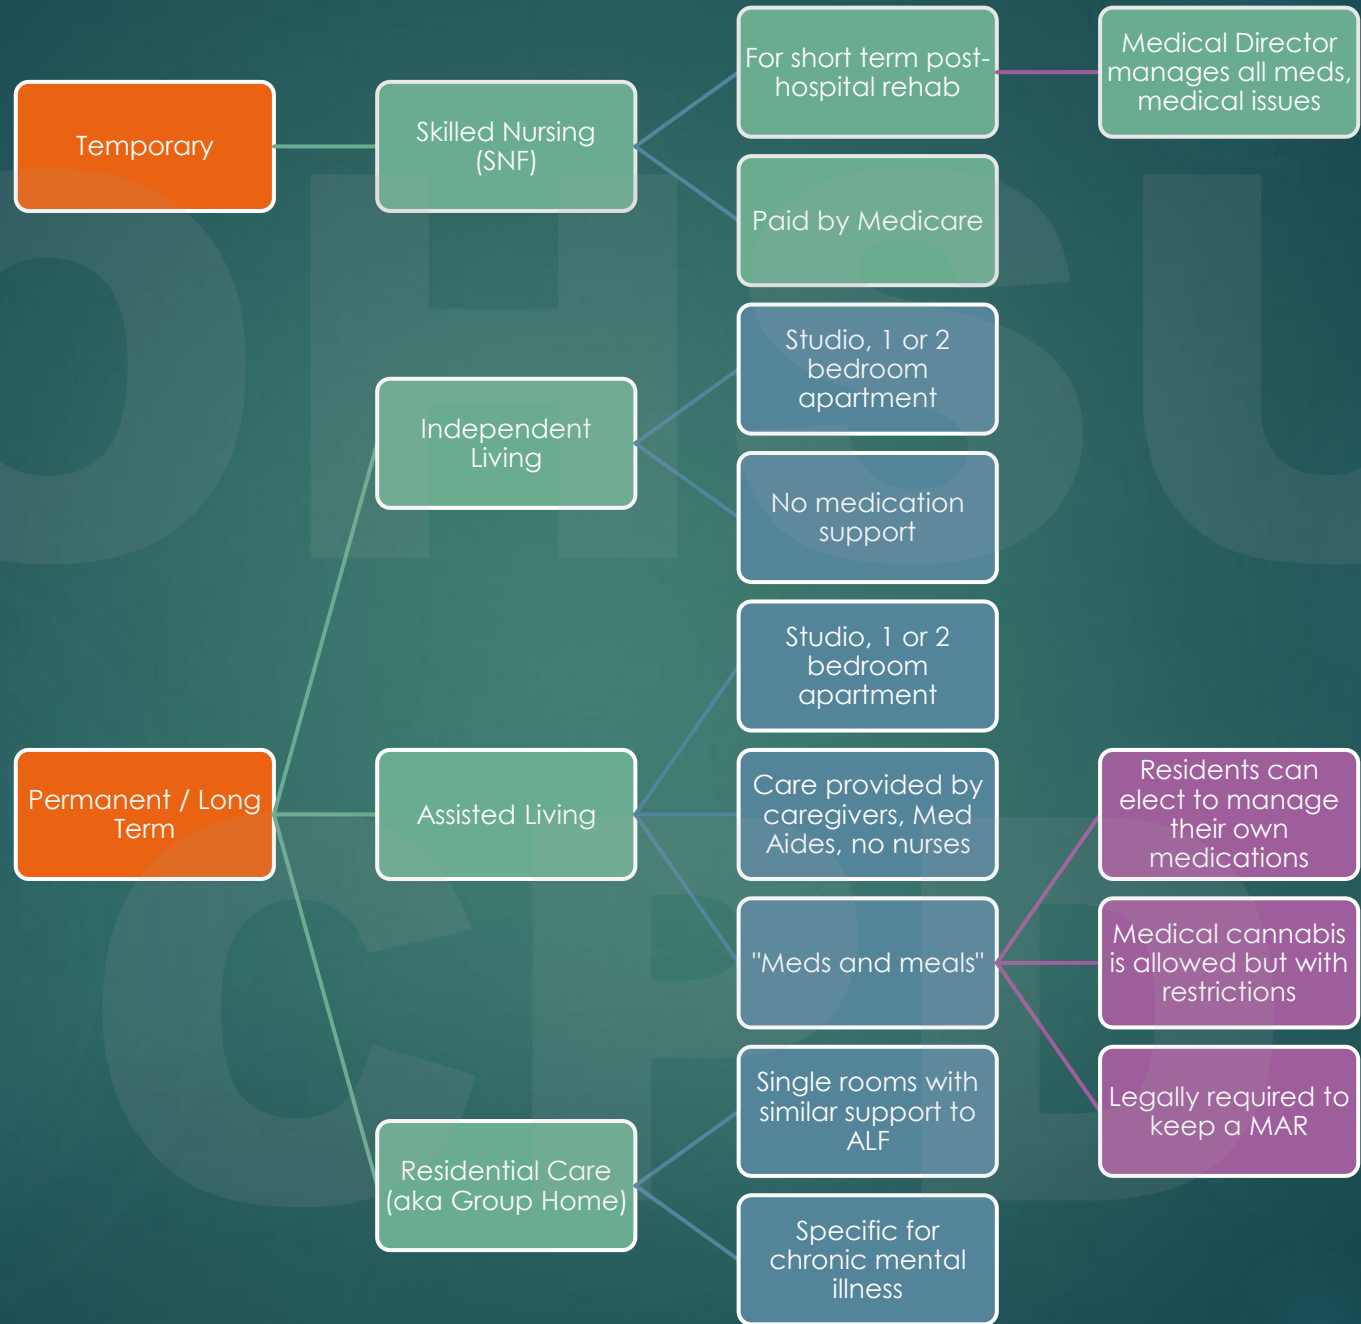 For short term post-
hospital rehab
Medical Director
manages all meds,
medical issues
Temporary
Skilled Nursing
(SNF)
Paid by Medicare
Studio, 1 or 2
bedroom
apartment
Independent
Living
No medication
support
Studio, 1 or 2
bedroom
apartment
Permanent / Long
Term
Assisted Living
Care provided by
caregivers, Med
Aides, no nurses
Residents can
elect to manage
their own
medications
"Meds and meals"
Medical cannabis
is allowed but with
restrictions
Single rooms with
similar support to
ALF
Legally required to
keep a MAR
Residential Care
(aka Group Home)
Specific for
chronic mental
illness
OHSU
CPD